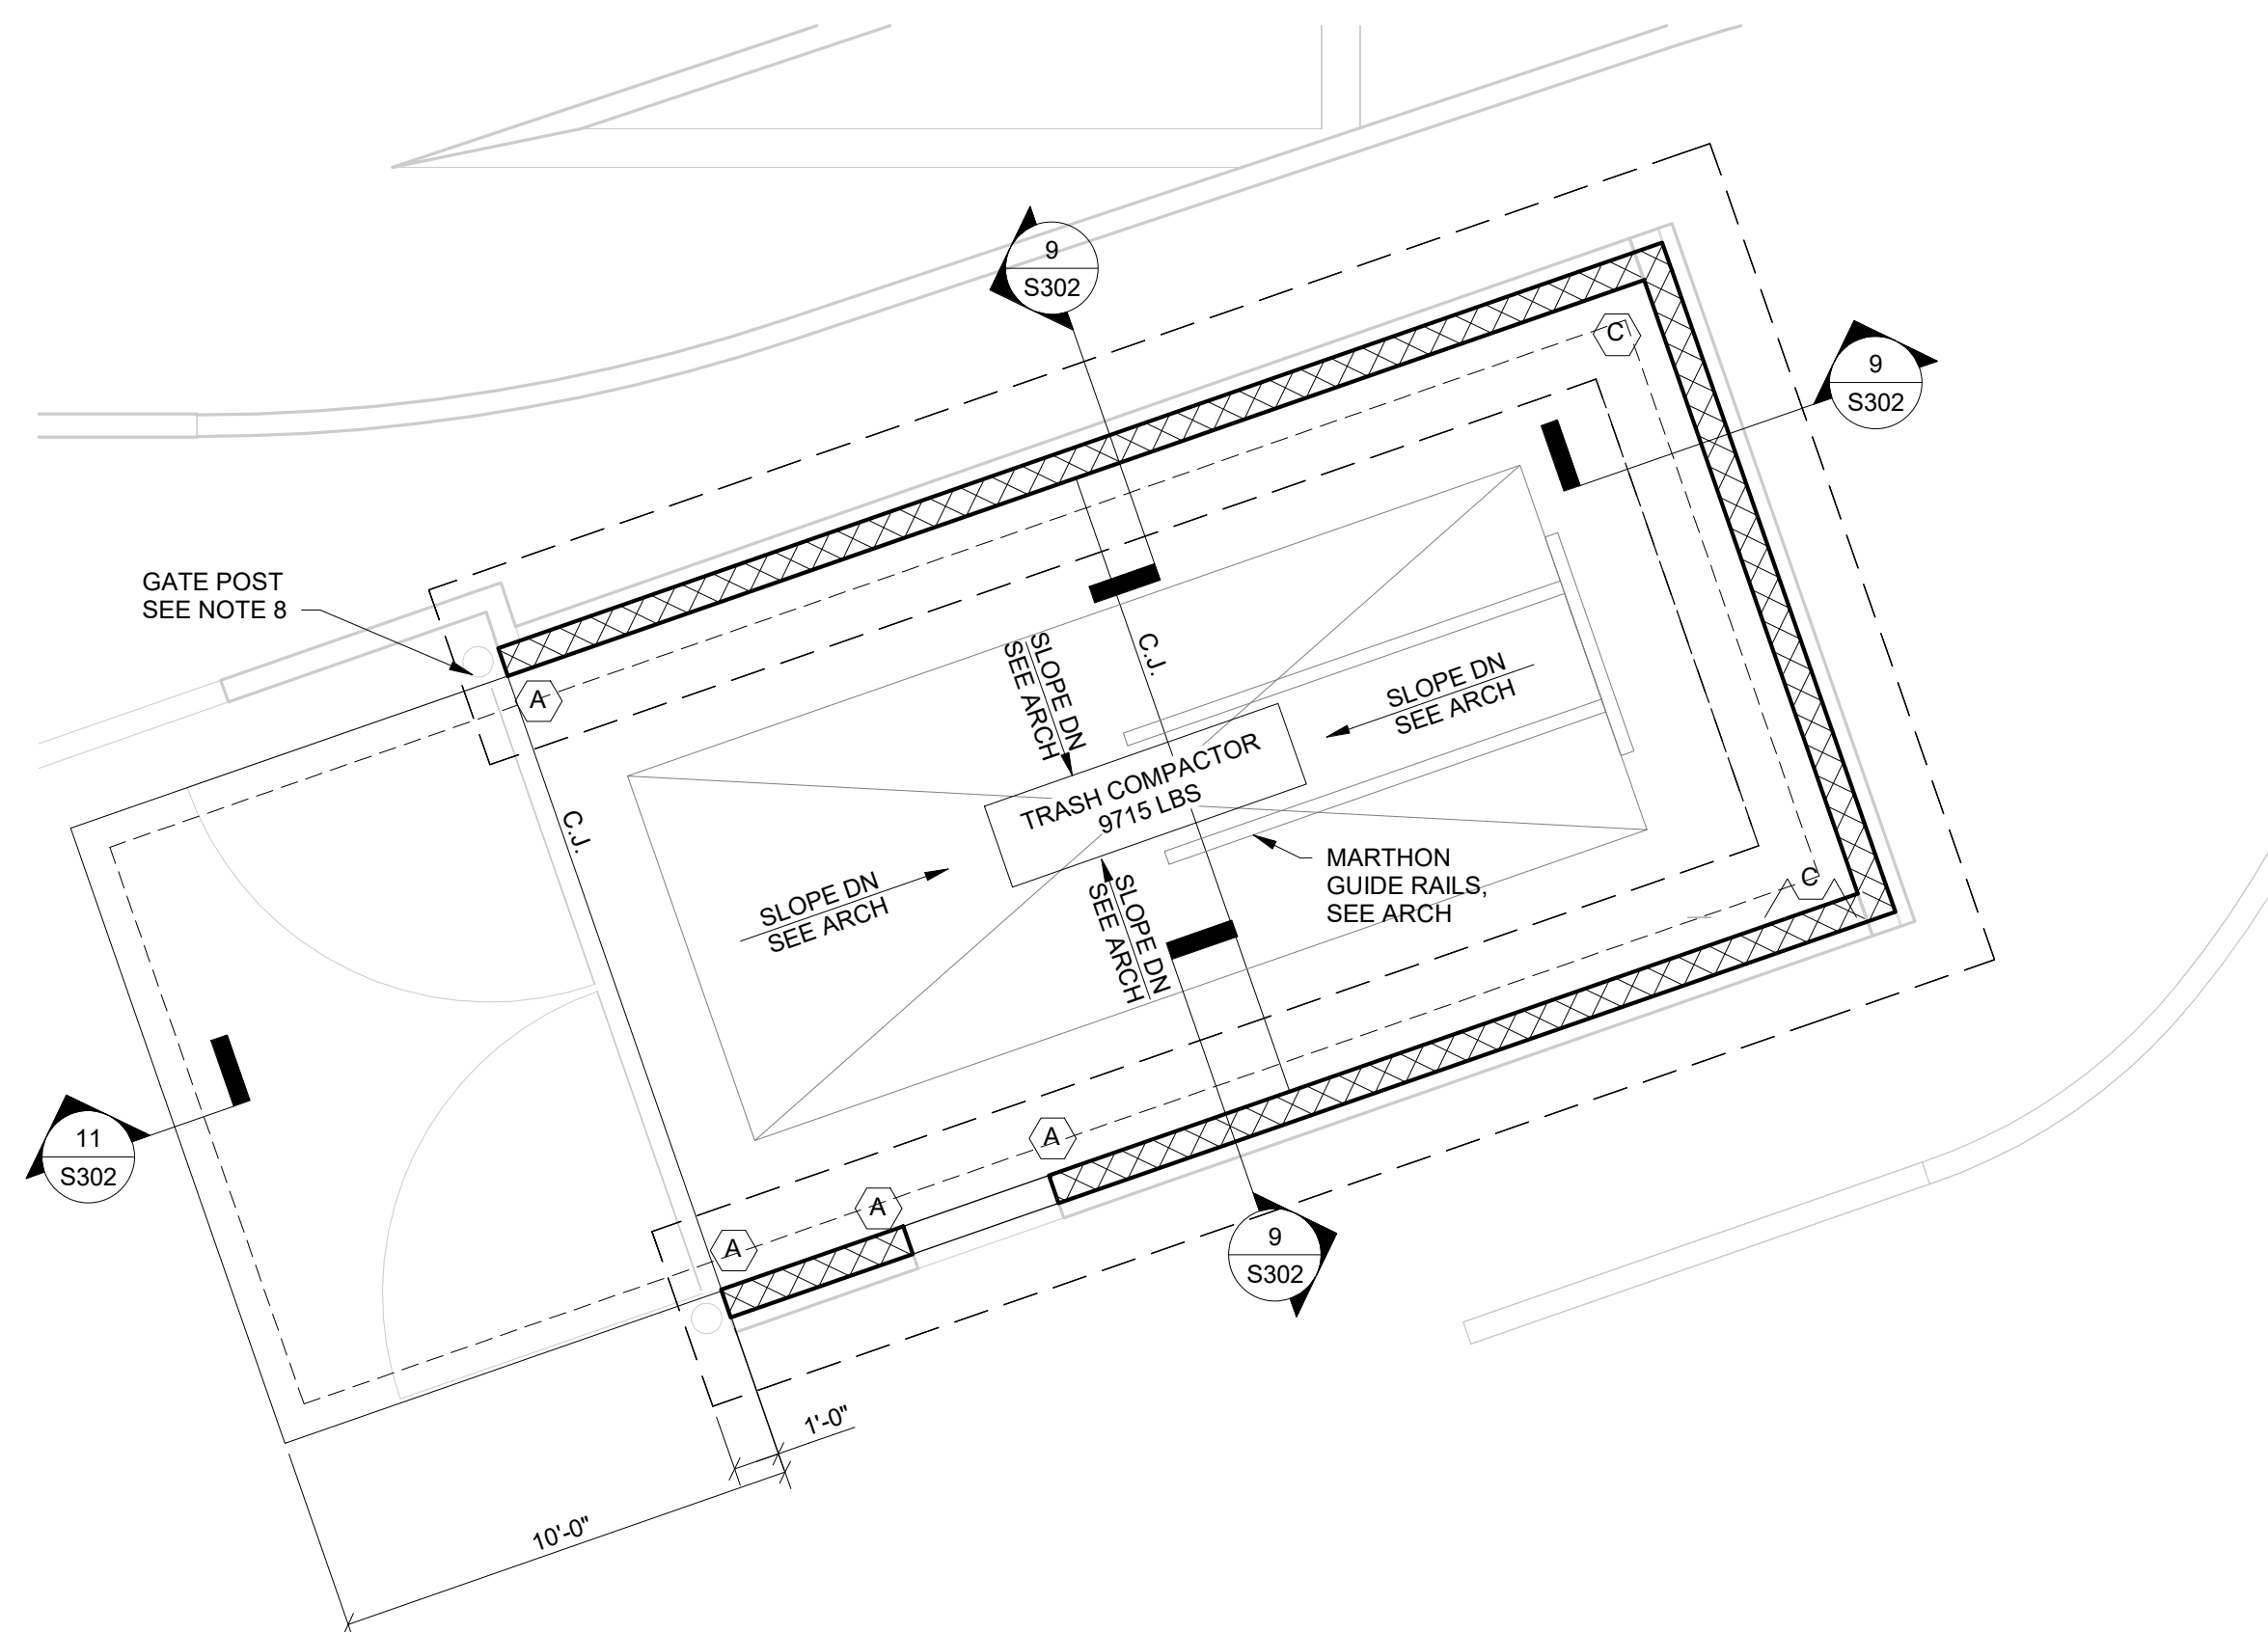 9
S302
C
9
S302
GATE POST
SEE NOTE 8
A
SLOPE DN
SEE ARCH
C.J.
SLOPE DN
SEE ARCH
TRASH COMPACTOR
9715 LBS
C.J.
MARTHON
GUIDE RAILS,
SEE ARCH
C
SLOPE DN
SEE ARCH
SLOPE DN
SEE ARCH
11
S302
A
A
A
9
S302
1'-0"
10'-0"